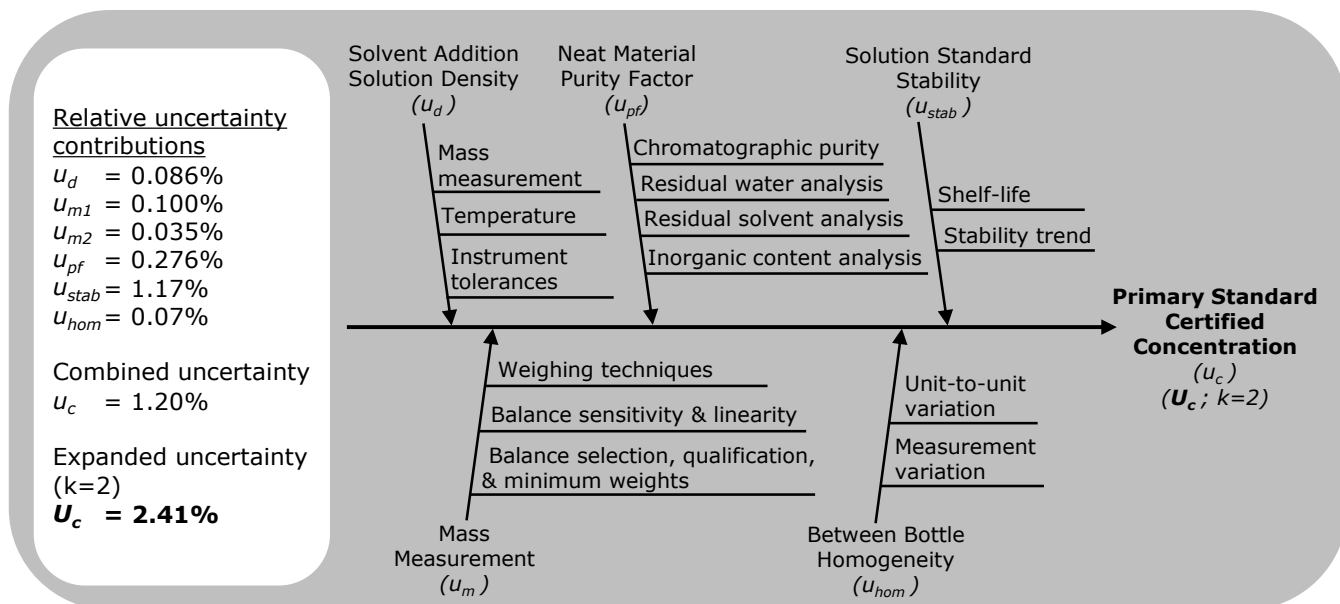 Relative uncertainty
contributions
u_d = 0.086%
u_m1 = 0.100%
u_m2 = 0.035%
u_pf = 0.276%
u_stab = 1.17%
u_hom = 0.07%
Combined uncertainty
u_c = 1.20%
Expanded uncertainty
(k=2)
U_c = 2.41%
Solvent Addition
Solution Density
(u_d )
Mass
measurement
Temperature
Instrument
tolerances
Neat Material
Purity Factor
(u_pf)
Chromatographic purity
Residual water analysis
Residual solvent analysis
Inorganic content analysis
Solution Standard
Stability
(u_stab )
Shelf-life
Stability trend
Weighing techniques
Balance sensitivity & linearity
Balance selection, qualification,
& minimum weights
Mass
Measurement
(u_m )
Unit-to-unit
variation
Measurement
variation
Between Bottle
Homogeneity
(u_hom )
Primary Standard
Certified
Concentration
(u_c )
(U_c ; k=2)